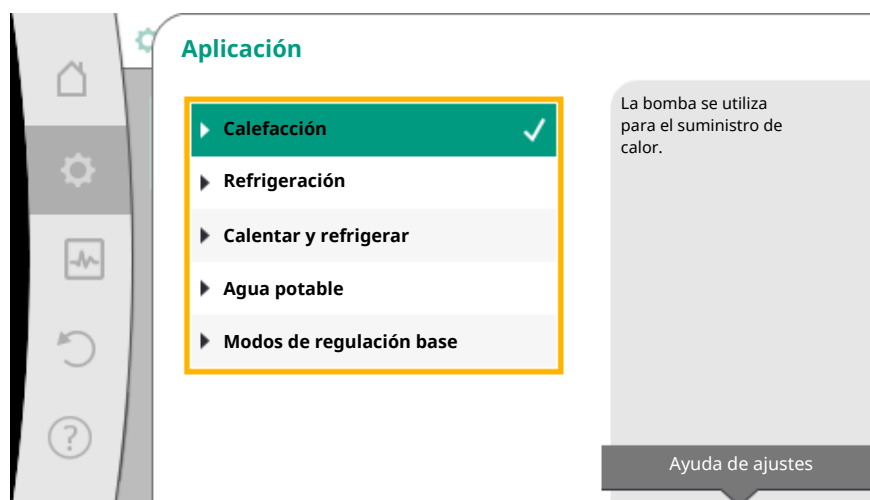 Aplicación
Calefacción
Refrigeración
Calentar y refrigerar
Agua potable
Modos de regulación base
La bomba se utiliza
para el suministro de
calor.
Ayuda de ajustes
?